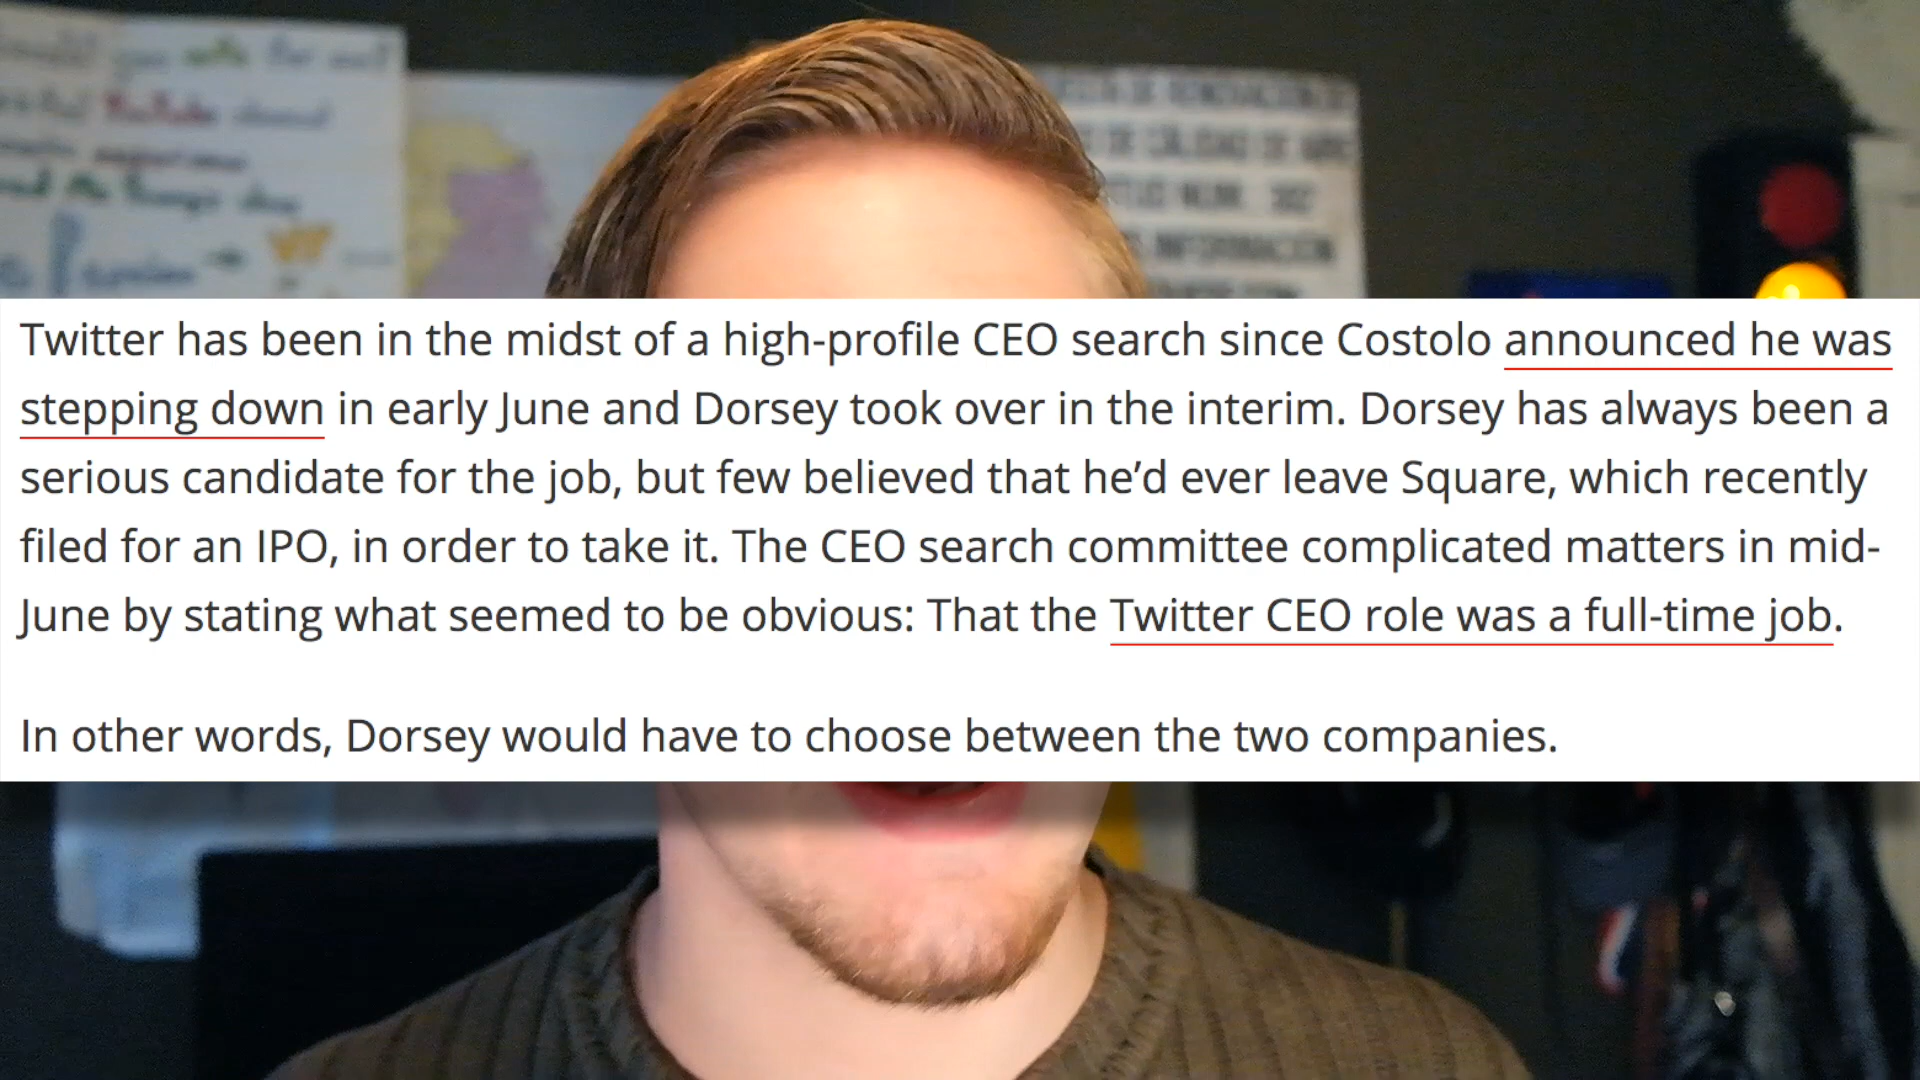 Twitter has been in the midst of a high-profile CEO search since Costolo announced he was
stepping down in early June and Dorsey took over in the interim. Dorsey has always been a
serious candidate for the job, but few believed that he’d ever leave Square, which recently
filed for an IPO, in order to take it. The CEO search committee complicated matters in mid-
June by stating what seemed to be obvious: That the Twitter CEO role was a full-time job.
In other words, Dorsey would have to choose between the two companies.